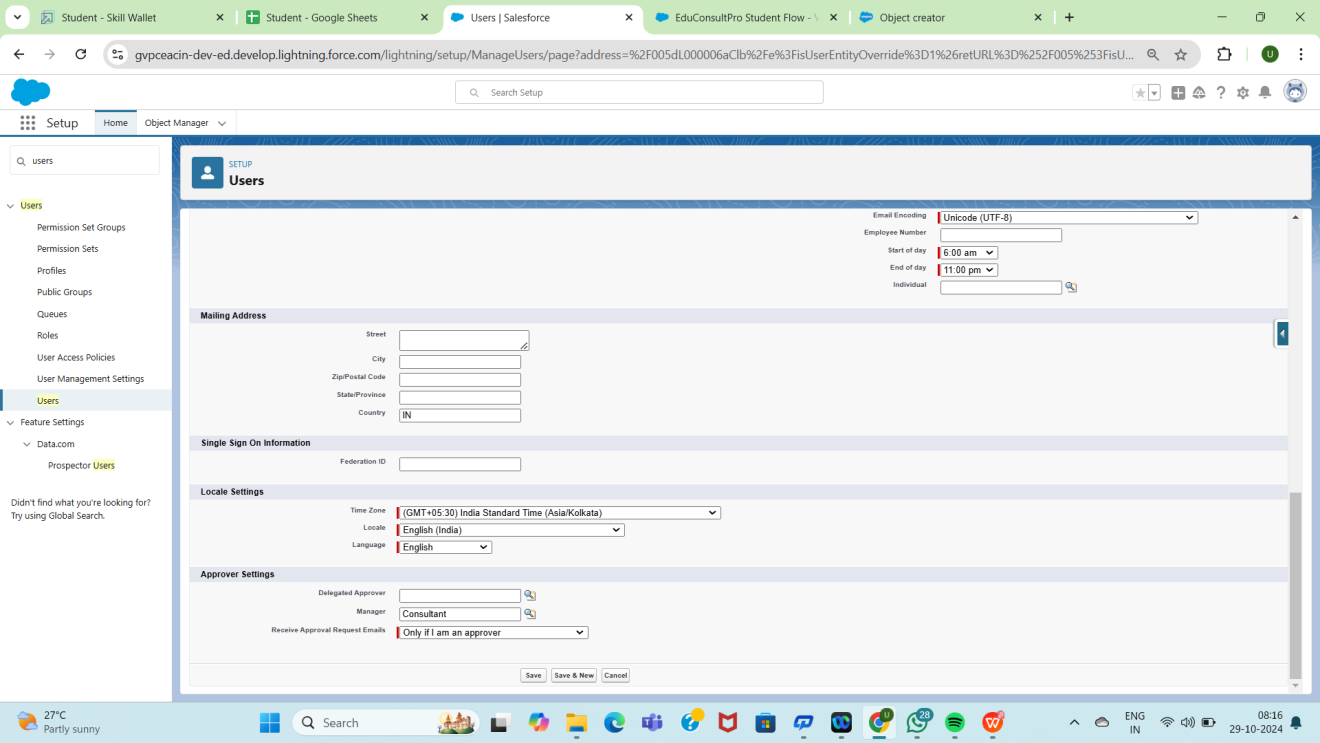 Student - Skill Wallet
Student - Google Sheets
Users | Salesforce
EduConsultPro Student Flow - V
Object creator
gvpceacin-dev-ed.develop.lightning.force.com/lightning/setup/ManageUsers/page?address=%2F005dL000006aClb%2Fe%3FisUserEntityOverride%3D1%26retURL%3D%252F005%253FisU...
U
Search Setup
Setup
Home
Object Manager
users
Users
Permission Set Groups
Permission Sets
Profiles
Public Groups
Queues
Roles
User Access Policies
User Management Settings
Users
Feature Settings
Data.com
Prospector Users
Didn't find what you're looking for?
Try using Global Search.
SETUP
Users
Email Encoding Unicode (UTF-8)
Employee Number
Start of day 6:00 am
End of day 11:00 pm
Individual
Mailing Address
Street
City
Zip/Postal Code
State/Province
Country IN
Single Sign On Information
Federation ID
Locale Settings
Time Zone (GMT+05:30) India Standard Time (Asia/Kolkata)
Locale English (India)
Language English
Approver Settings
Delegated Approver
Manager Consultant
Receive Approval Request Emails Only if I am an approver
Save Save & New Cancel
27°C
Partly sunny
Search
U
28
ENG
IN
08:16
29-10-2024